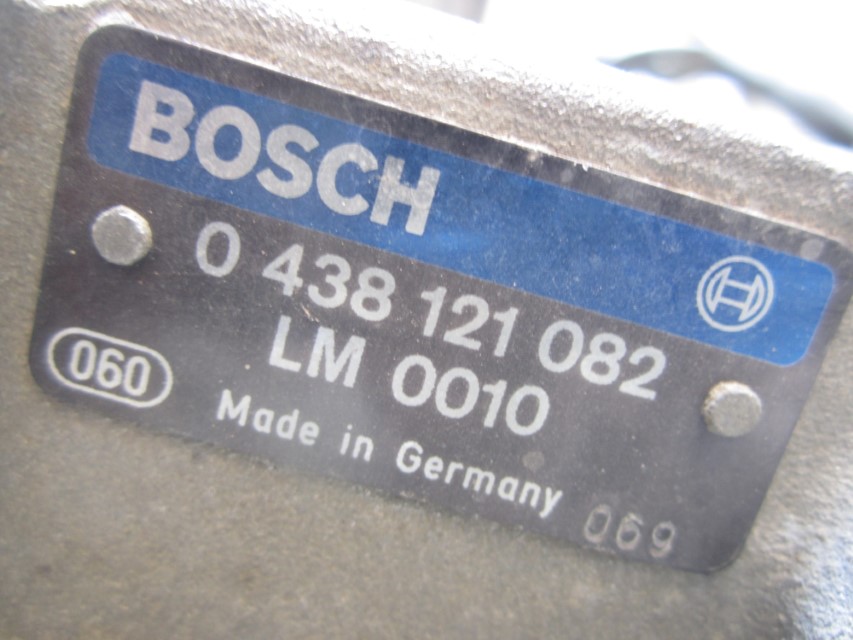 BOSCH
0 438 121 082
LM 0010
060
Made in Germany
069